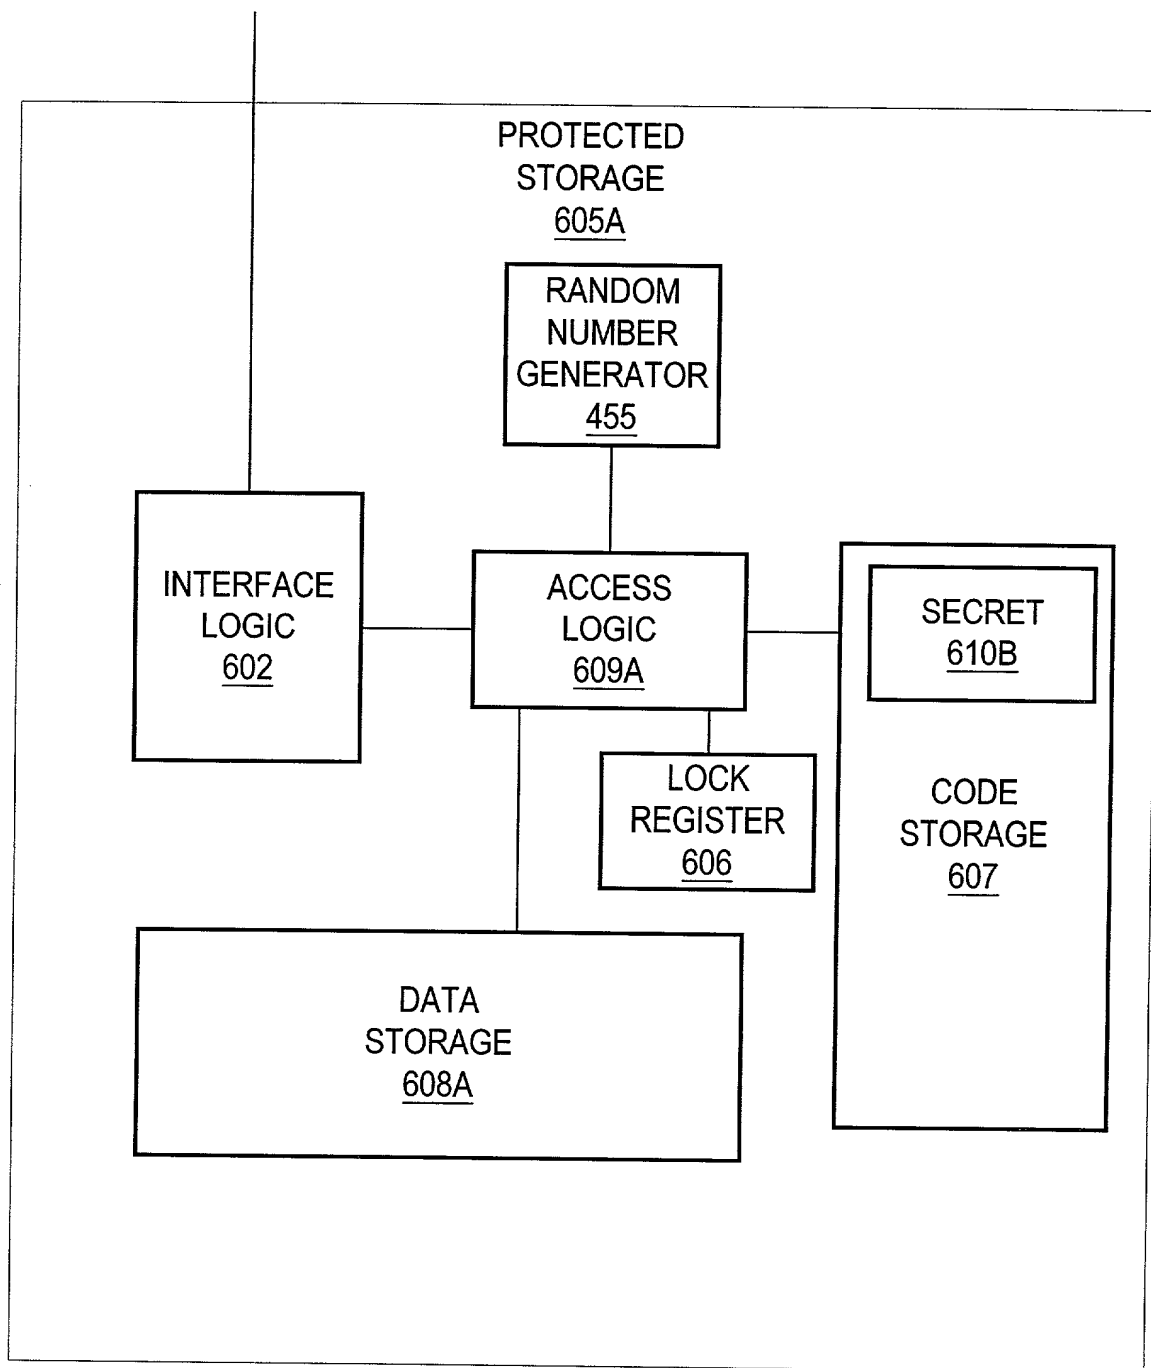 PROTECTED
STORAGE
605A
RANDOM
NUMBER
GENERATOR
455
INTERFACE
LOGIC
602
ACCESS
LOGIC
609A
SECRET
610B
LOCK
REGISTER
606
CODE
STORAGE
607
DATA
STORAGE
608A